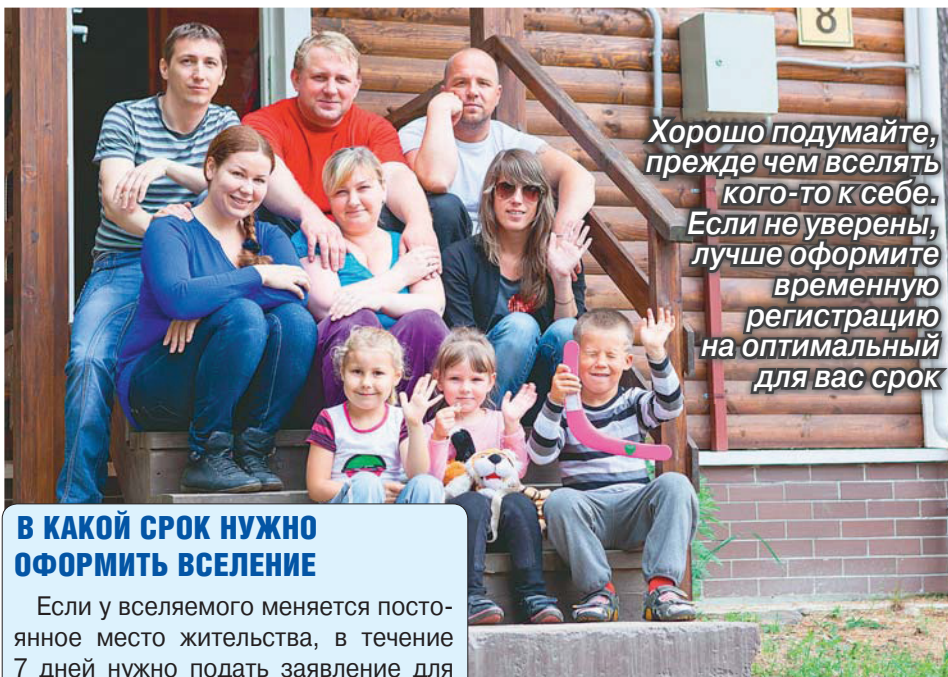 8
Хорошо подумайте,
прежде чем вселять
кого-то к себе.
Если не уверены,
лучше оформите
временную
регистрацию
на оптимальный
для вас срок
В КАКОЙ СРОК НУЖНО
ОФОРМИТЬ ВСЕЛЕНИЕ
Если у вселяемого меняется посто-
янное место жительства, в течение
7 дней нужно подать заявление для